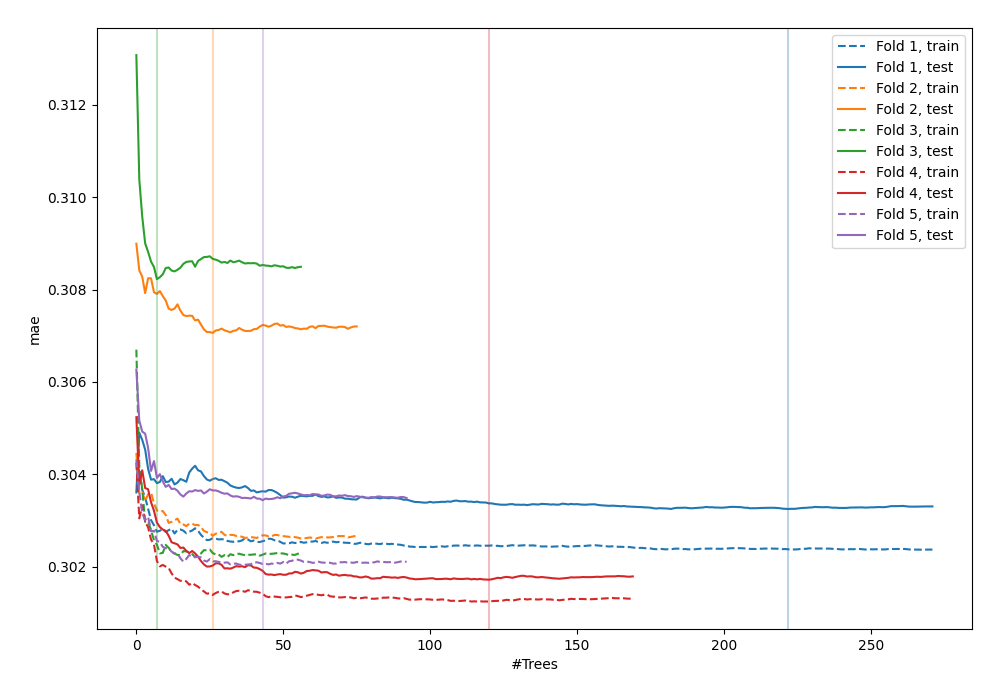 0.312
0.310
0.308
0.306
0.304
0.302
mae
0
50
100
150
200
250
#Trees
Fold 1, train
Fold 1, test
Fold 2, train
Fold 2, test
Fold 3, train
Fold 3, test
Fold 4, train
Fold 4, test
Fold 5, train
Fold 5, test